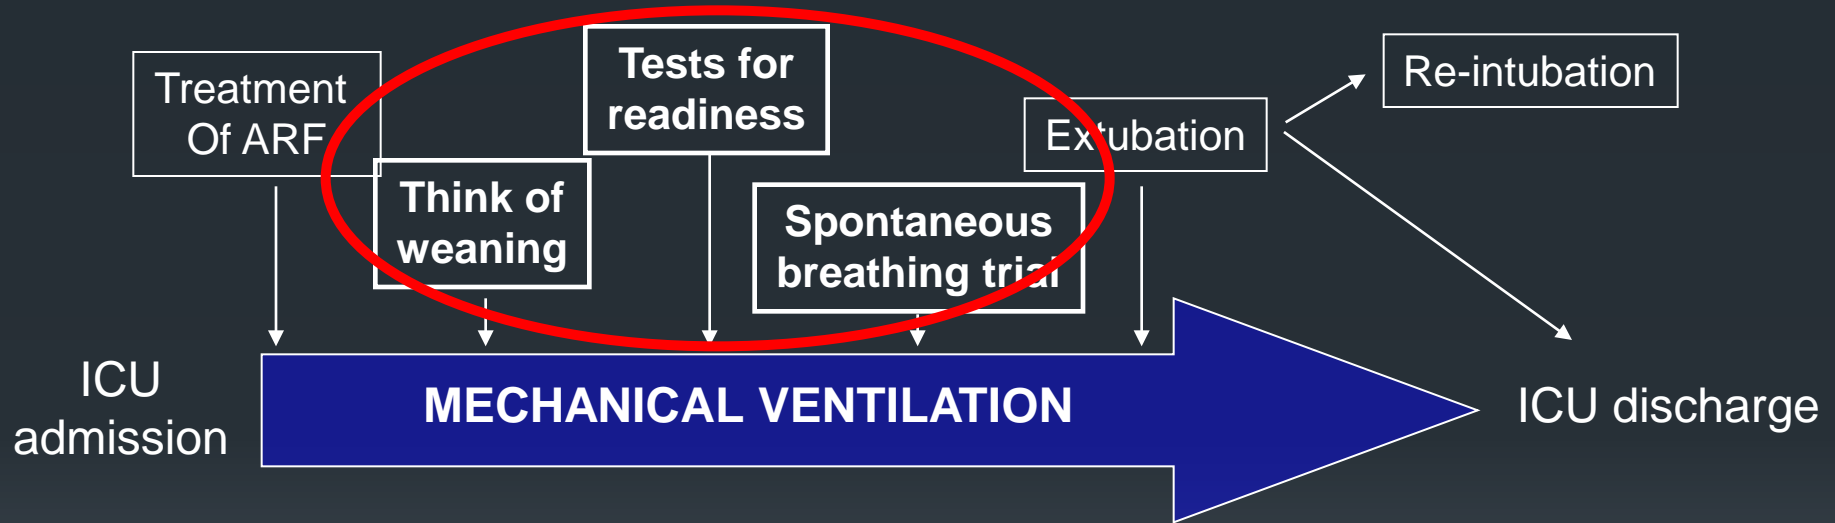 Treatment
Of ARF
Think of
weaning
Tests for
readiness
Spontaneous
breathing trial
Extubation
Re-intubation
ICU
admission
MECHANICAL VENTILATION
ICU discharge